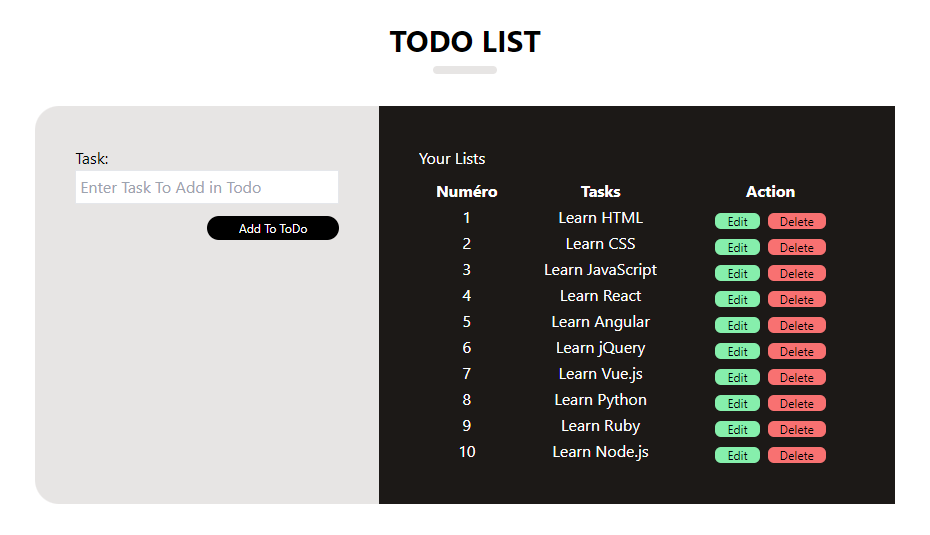 TODO LIST
Task:
Enter Task To Add in Todo
Add To ToDo
Your Lists
Numéro Tasks Action
1 Learn HTML Edit Delete
2 Learn CSS Edit Delete
3 Learn JavaScript Edit Delete
4 Learn React Edit Delete
5 Learn Angular Edit Delete
6 Learn jQuery Edit Delete
7 Learn Vue.js Edit Delete
8 Learn Python Edit Delete
9 Learn Ruby Edit Delete
10 Learn Node.js Edit Delete